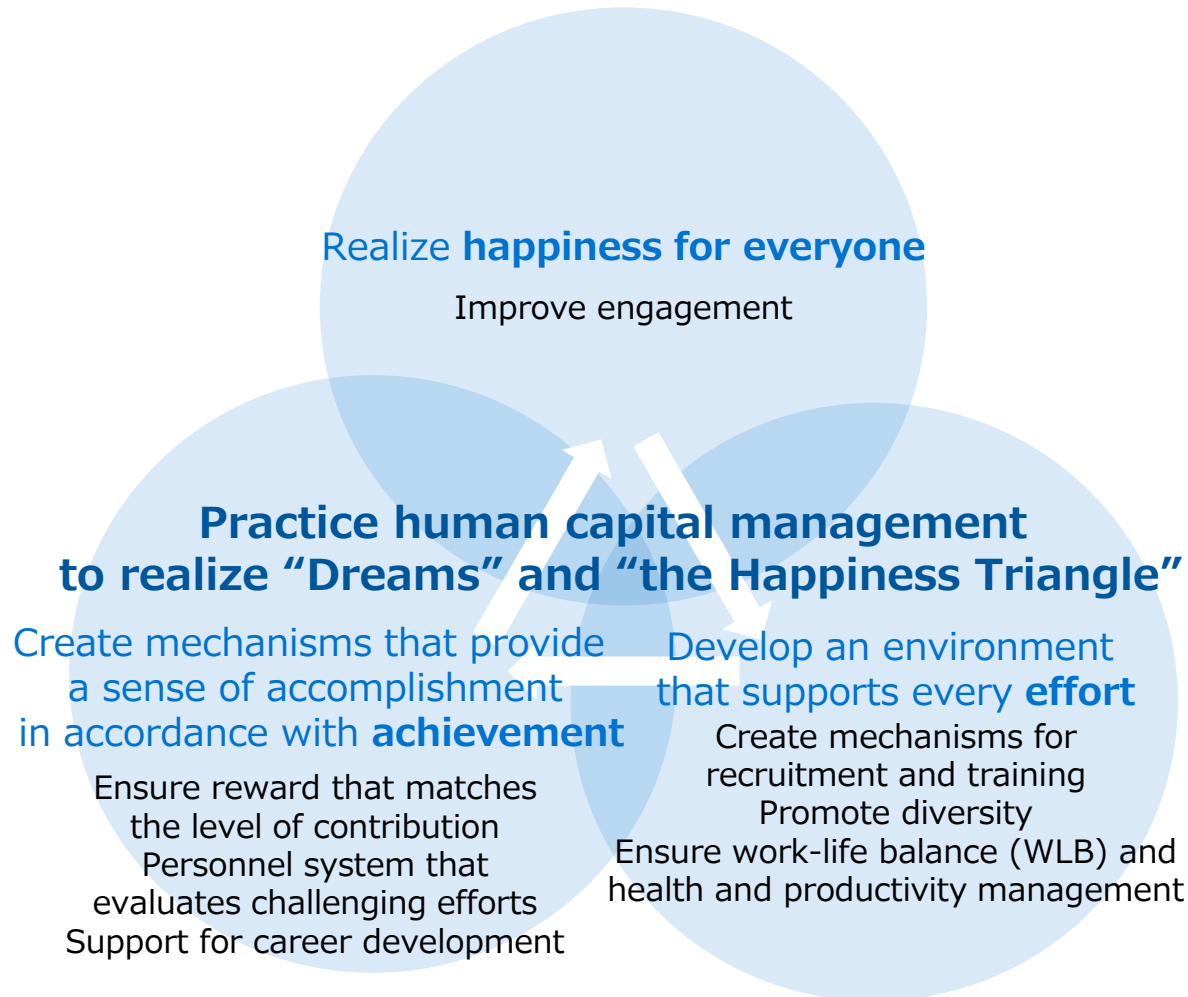 Realize happiness for everyone
Improve engagement
Practice human capital management
to realize “Dreams” and “the Happiness Triangle”
Create mechanisms that provide
a sense of accomplishment
in accordance with achievement
Ensure reward that matches
the level of contribution
Personnel system that
evaluates challenging efforts
Support for career development
Develop an environment
that supports every effort
Create mechanisms for
recruitment and training
Promote diversity
Ensure work-life balance (WLB) and
health and productivity management